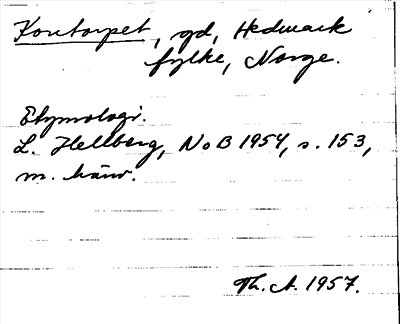 Kontorpet, gd, Hedmark
fylke, Norge.
Etymologi.
L. Hellberg, NoB 1954, s. 153,
m. hänv.
Th. A. 1957.